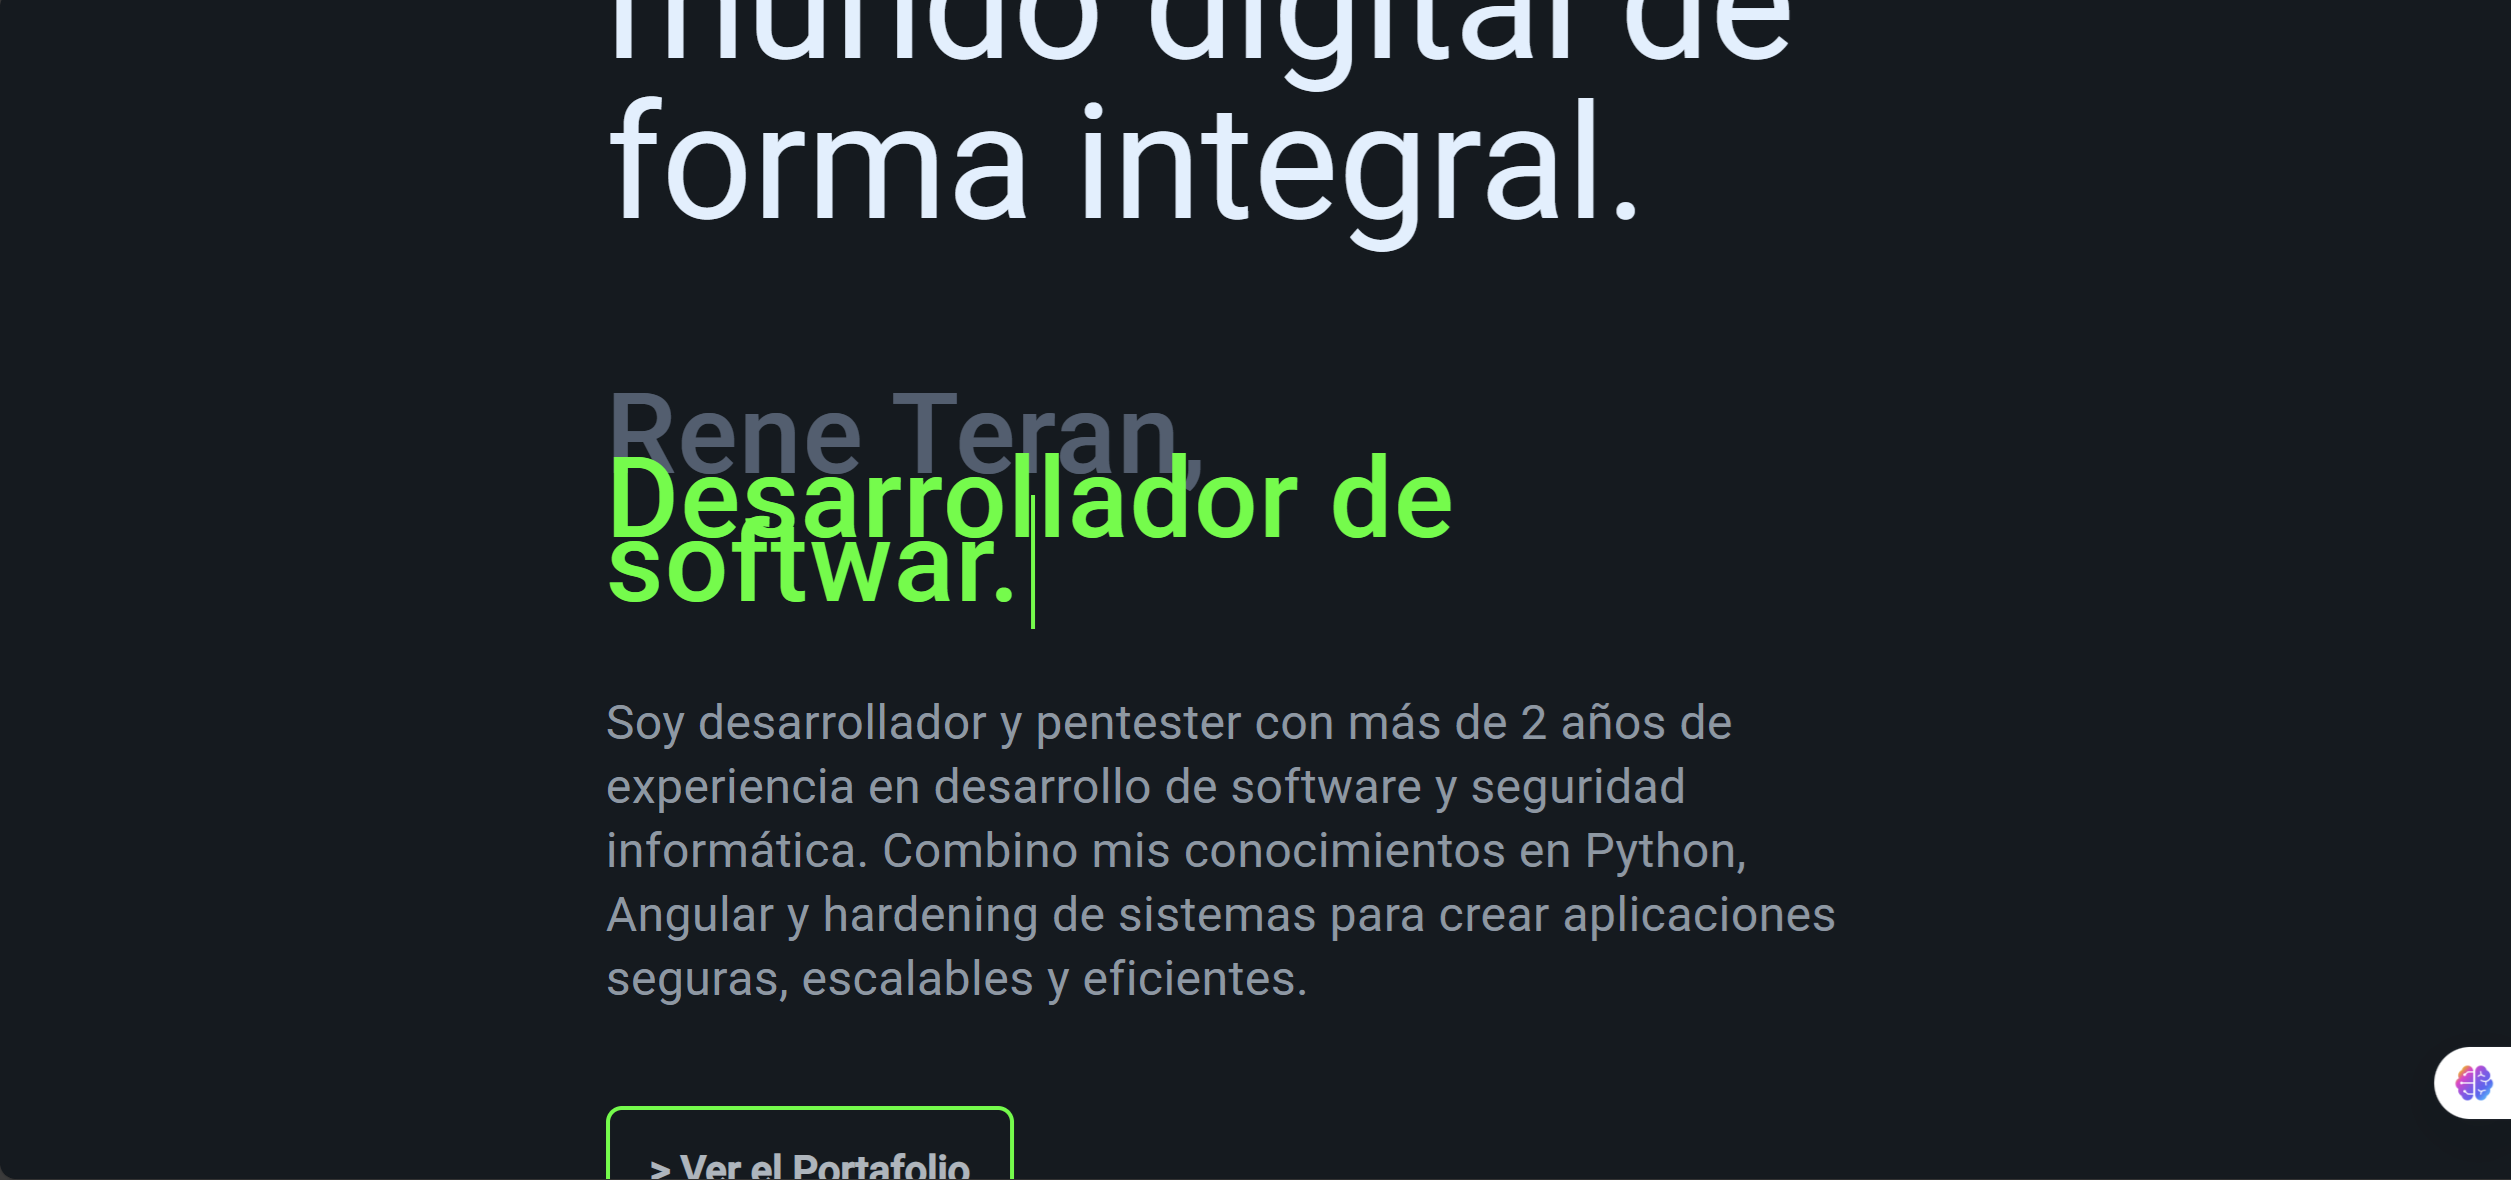 mundo digital de
forma integral.
Rene Teran,
Desarrollador de
softwar.
Soy desarrollador y pentester con más de 2 años de
experiencia en desarrollo de software y seguridad
informática. Combino mis conocimientos en Python,
Angular y hardening de sistemas para crear aplicaciones
seguras, escalables y eficientes.
> Ver el Portafolio